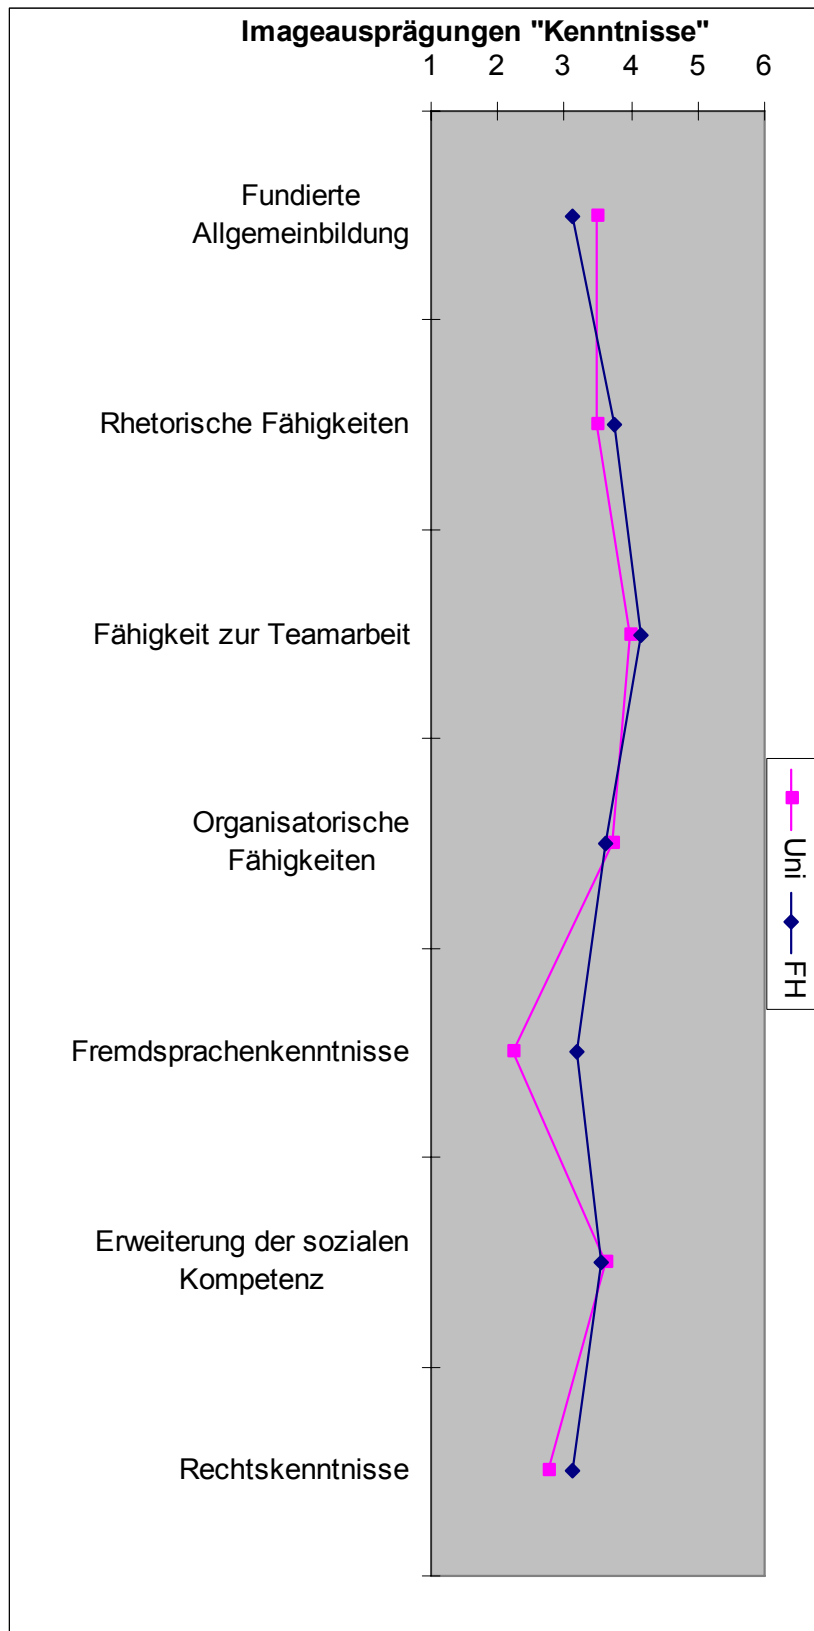 Imageausprägungen "Kenntnisse"
1 2 3 4 5 6
Fundierte
Allgemeinbildung
Rhetorische Fähigkeiten
Fähigkeit zur Teamarbeit
Organisatorische
Fähigkeiten
Fremdsprachenkenntnisse
Erweiterung der sozialen
Kompetenz
Rechtskenntnisse
Uni FH